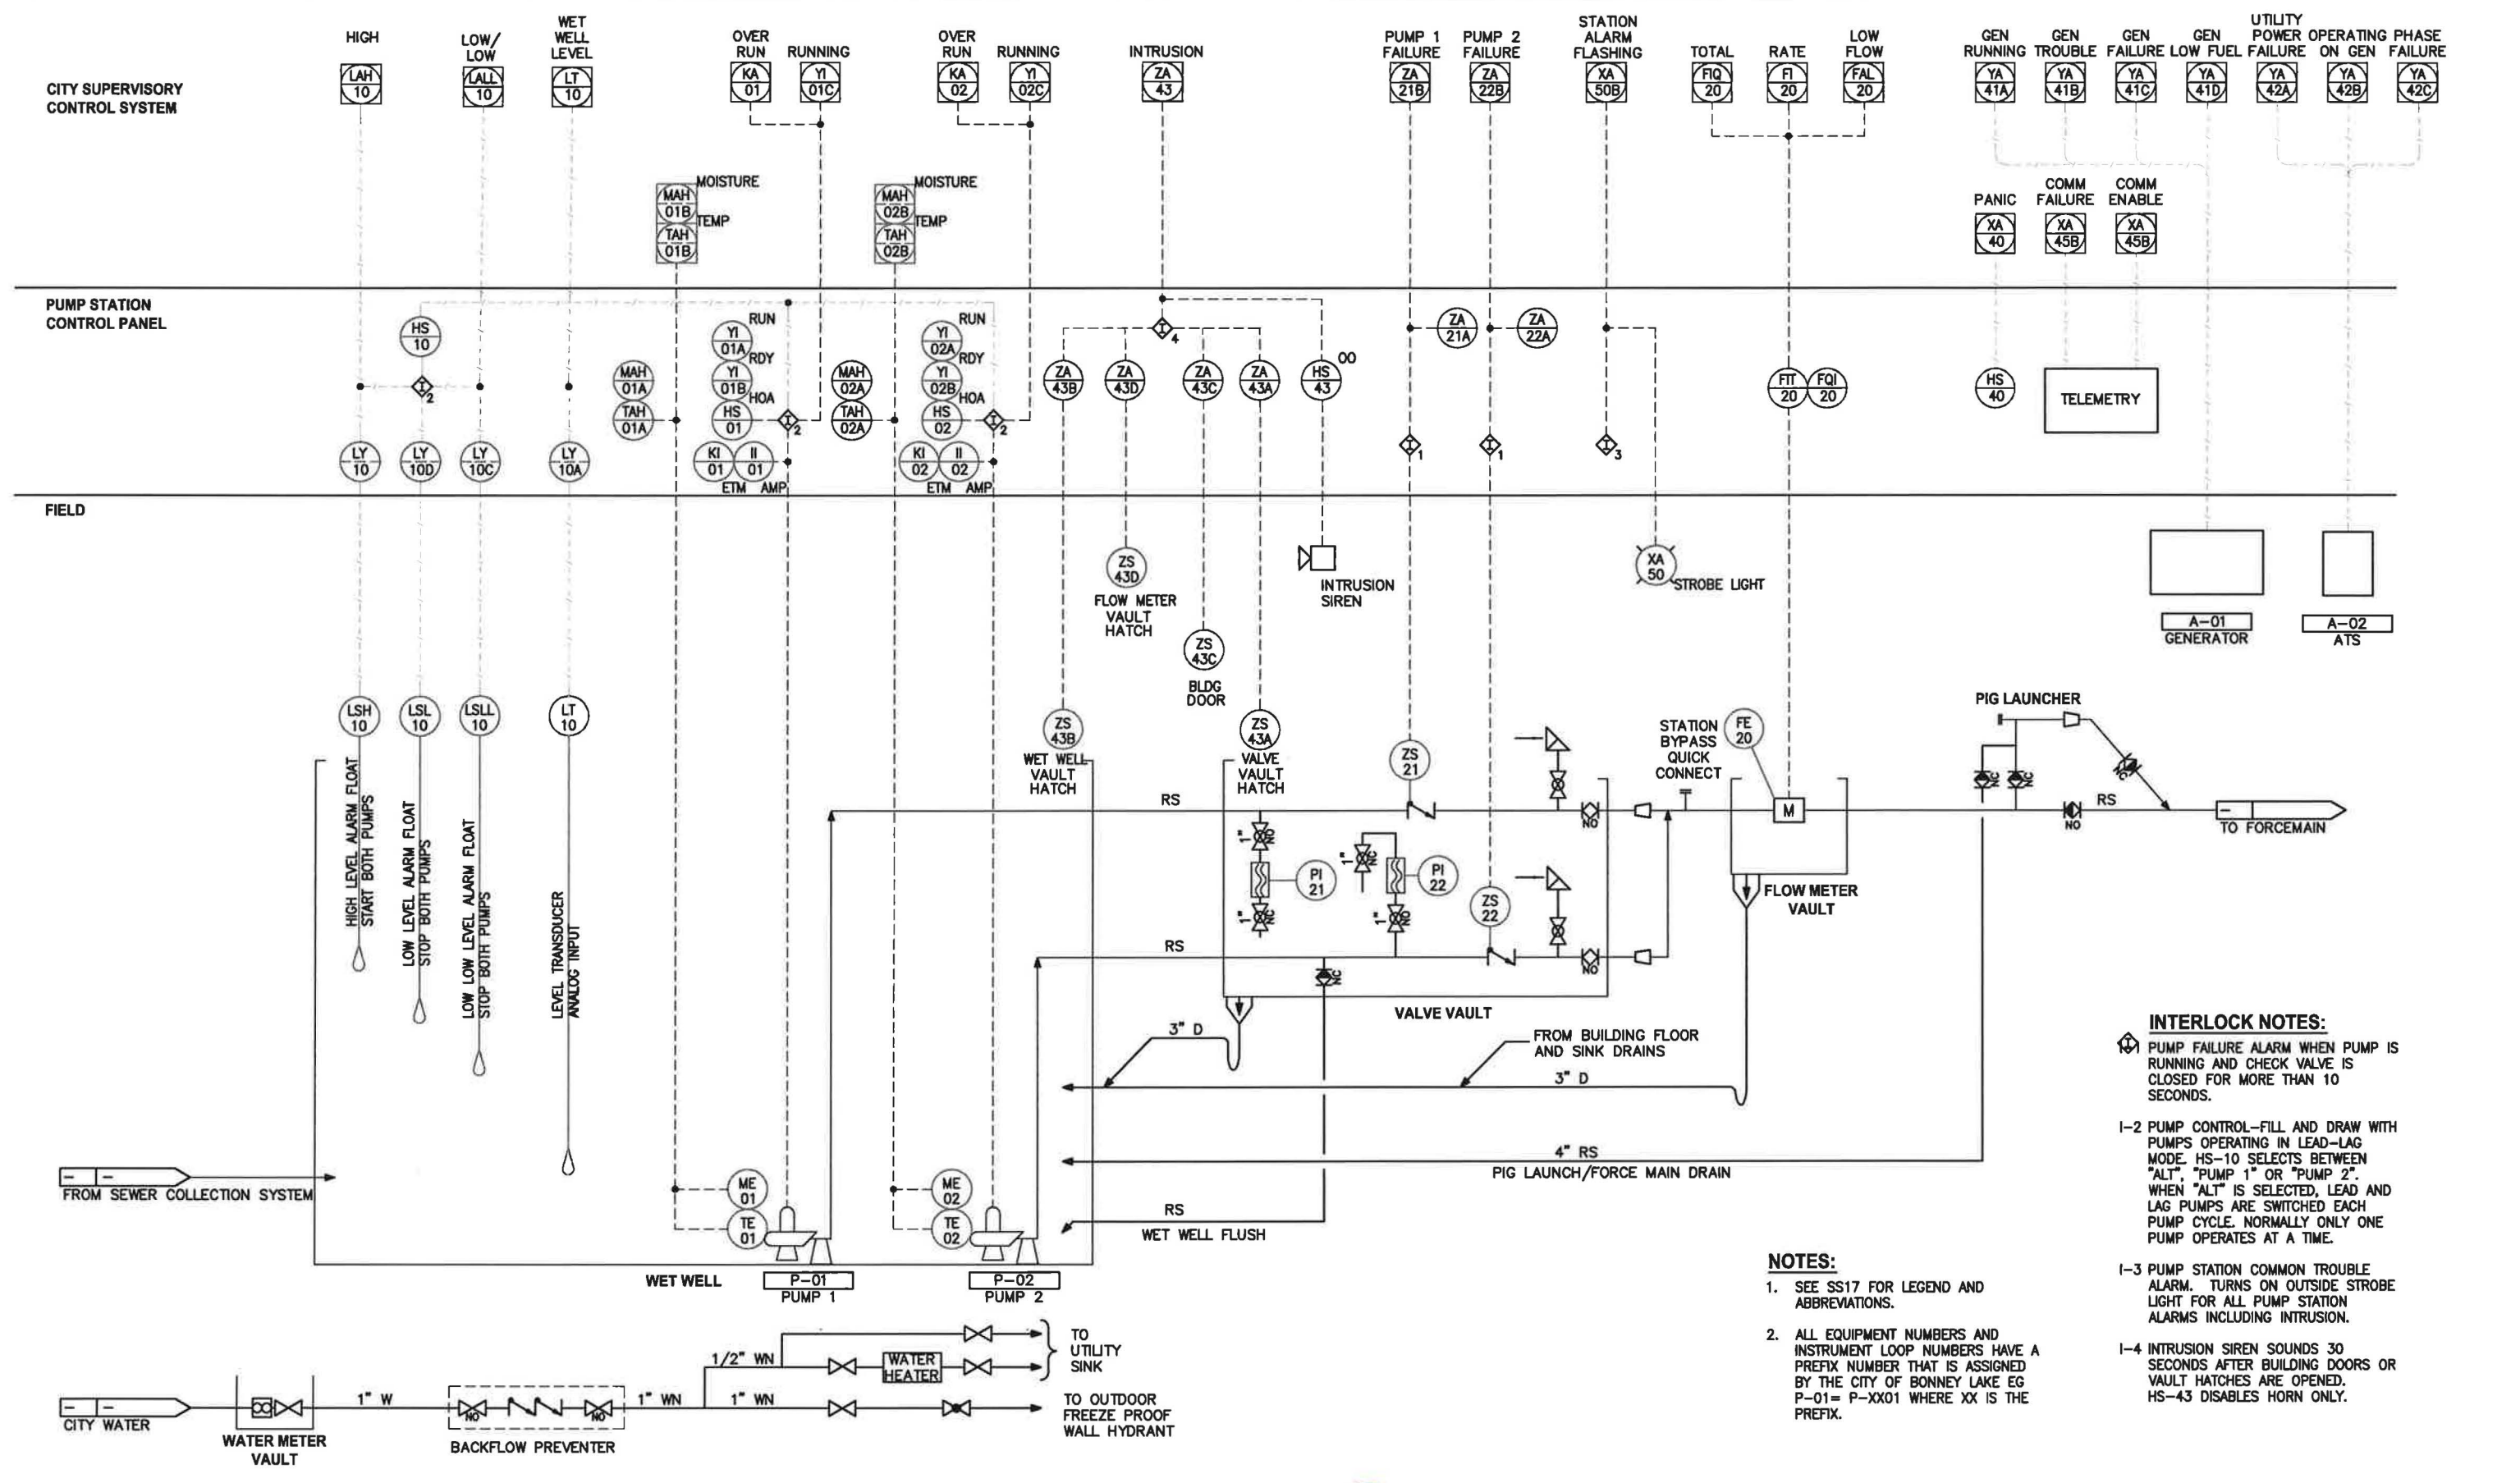 HIGH
LOW/
LOW
WET
WELL
LEVEL
OVER
RUN
RUNNING
OVER
RUN
RUNNING
INTRUSION
PUMP 1
FAILURE
PUMP 2
FAILURE
STATION
ALARM
FLASHING
TOTAL
RATE
LOW
FLOW
GEN
RUNNING
GEN
TROUBLE
GEN
FAILURE
GEN
LOW FUEL
UTILITY
POWER
FAILURE
OPERATING
ON GEN
PHASE
FAILURE
CITY SUPERVISORY
CONTROL SYSTEM
LAH
10
LALL
10
LT
10
KA
01
YI
01C
KA
02
YI
02C
ZA
43
ZA
21B
ZA
22B
XA
50B
FIQ
20
FI
20
FAL
20
YA
41A
YA
41B
YA
41C
YA
41D
YA
42A
YA
42B
YA
42C
MOISTURE
MAH
01B
TEMP
TAH
01B
MOISTURE
MAH
02B
TEMP
TAH
02B
PANIC
COMM
FAILURE
COMM
ENABLE
XA
40
XA
45B
XA
45B
PUMP STATION
CONTROL PANEL
HS
10
2
RUN
YI
01A
RDY
YI
01B
HOA
HS
01
I
2
MAH
01A
TAH
01A
KI
01
II
01
ETM AMP
MAH
02A
TAH
02A
RUN
YI
02A
RDY
YI
02B
HOA
HS
02
I
2
KI
02
II
02
ETM AMP
I
4
ZA
43B
ZA
43D
ZA
43C
ZA
43A
HS
43
OO
ZA
21A
ZA
22A
I
1
I
1
I
3
FIT
20
FQI
20
HS
40
TELEMETRY
LY
10
LY
10D
LY
10C
LY
10A
FIELD
ZS
43D
FLOW METER
VAULT
HATCH
ZS
43C
BLDG
DOOR
INTRUSION
SIREN
XA
50
STROBE LIGHT
A-01
GENERATOR
A-02
ATS
LSH
10
LSL
10
LSLL
10
LT
10
HIGH LEVEL ALARM FLOAT
START BOTH PUMPS
LOW LEVEL ALARM FLOAT
STOP BOTH PUMPS
LOW LOW LEVEL ALARM FLOAT
STOP BOTH PUMPS
LEVEL TRANSDUCER
ANALOG INPUT
ZS
43B
WET WELL
VAULT
HATCH
ZS
43A
VALVE
VAULT
HATCH
ZS
21
STATION
BYPASS
QUICK
CONNECT
FE
20
PIG LAUNCHER
NC
NC
NC
RS
RS
NO
M
NO
TO FORCEMAIN
1"
NO
PI
21
1"
NC
1"
NC
PI
22
1"
NO
ZS
22
FLOW METER
VAULT
RS
NO
NC
VALVE VAULT
3" D
FROM BUILDING FLOOR
AND SINK DRAINS
3" D
4" RS
PIG LAUNCH/FORCE MAIN DRAIN
RS
WET WELL FLUSH
FROM SEWER COLLECTION SYSTEM
ME
01
TE
01
ME
02
TE
02
WET WELL
P-01
PUMP 1
P-02
PUMP 2
TO
UTILITY
SINK
1/2" WN
WATER
HEATER
CITY WATER
WATER METER
VAULT
1" W
NO
NO
BACKFLOW PREVENTER
1" WN
1" WN
TO OUTDOOR
FREEZE PROOF
WALL HYDRANT
NOTES:
1. SEE SS17 FOR LEGEND AND
ABBREVIATIONS.
2. ALL EQUIPMENT NUMBERS AND
INSTRUMENT LOOP NUMBERS HAVE A
PREFIX NUMBER THAT IS ASSIGNED
BY THE CITY OF BONNEY LAKE EG
P-01= P-XX01 WHERE XX IS THE
PREFIX.
INTERLOCK NOTES:
PUMP FAILURE ALARM WHEN PUMP IS
RUNNING AND CHECK VALVE IS
CLOSED FOR MORE THAN 10
SECONDS.
I-2 PUMP CONTROL-FILL AND DRAW WITH
PUMPS OPERATING IN LEAD-LAG
MODE. HS-10 SELECTS BETWEEN
"ALT", "PUMP 1" OR "PUMP 2".
WHEN "ALT" IS SELECTED, LEAD AND
LAG PUMPS ARE SWITCHED EACH
PUMP CYCLE. NORMALLY ONLY ONE
PUMP OPERATES AT A TIME.
I-3 PUMP STATION COMMON TROUBLE
ALARM. TURNS ON OUTSIDE STROBE
LIGHT FOR ALL PUMP STATION
ALARMS INCLUDING INTRUSION.
I-4 INTRUSION SIREN SOUNDS 30
SECONDS AFTER BUILDING DOORS OR
VAULT HATCHES ARE OPENED.
HS-43 DISABLES HORN ONLY.